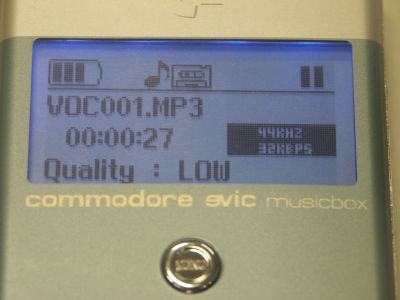 VOC001.MP3
00:00:27
44KHZ
32KBPS
Quality : LOW
commodore evic musicbox